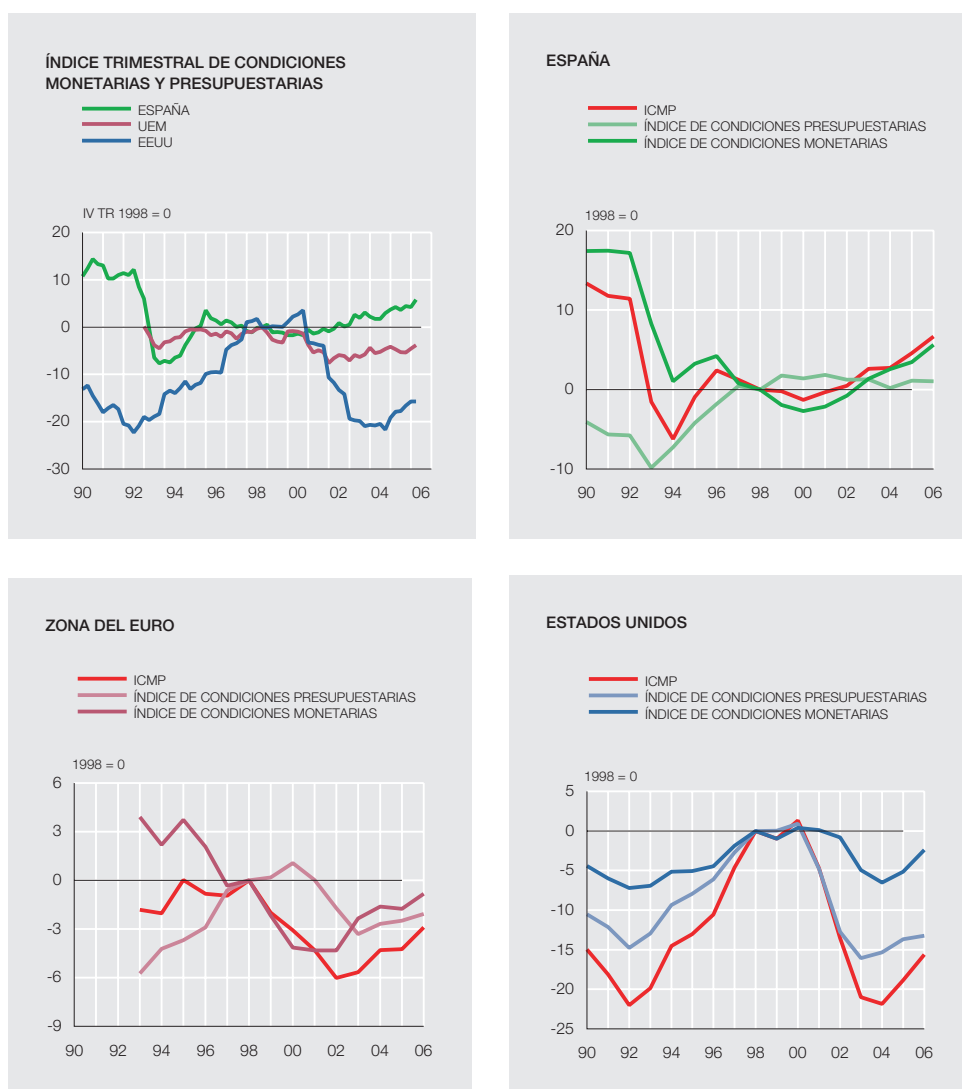 ÍNDICE TRIMESTRAL DE CONDICIONES
MONETARIAS Y PRESUPUESTARIAS
ESPAÑA
UEM
EEUU
IV TR 1998 = 0
20
10
0
-10
-20
-30
90 92 94 96 98 00 02 04 06
ESPAÑA
ICMP
ÍNDICE DE CONDICIONES PRESUPUESTARIAS
ÍNDICE DE CONDICIONES MONETARIAS
1998 = 0
20
10
0
-10
90 92 94 96 98 00 02 04 06
ZONA DEL EURO
ICMP
ÍNDICE DE CONDICIONES PRESUPUESTARIAS
ÍNDICE DE CONDICIONES MONETARIAS
1998 = 0
6
3
0
-3
-6
-9
90 92 94 96 98 00 02 04 06
ESTADOS UNIDOS
ICMP
ÍNDICE DE CONDICIONES PRESUPUESTARIAS
ÍNDICE DE CONDICIONES MONETARIAS
1998 = 0
5
0
-5
-10
-15
-20
-25
90 92 94 96 98 00 02 04 06